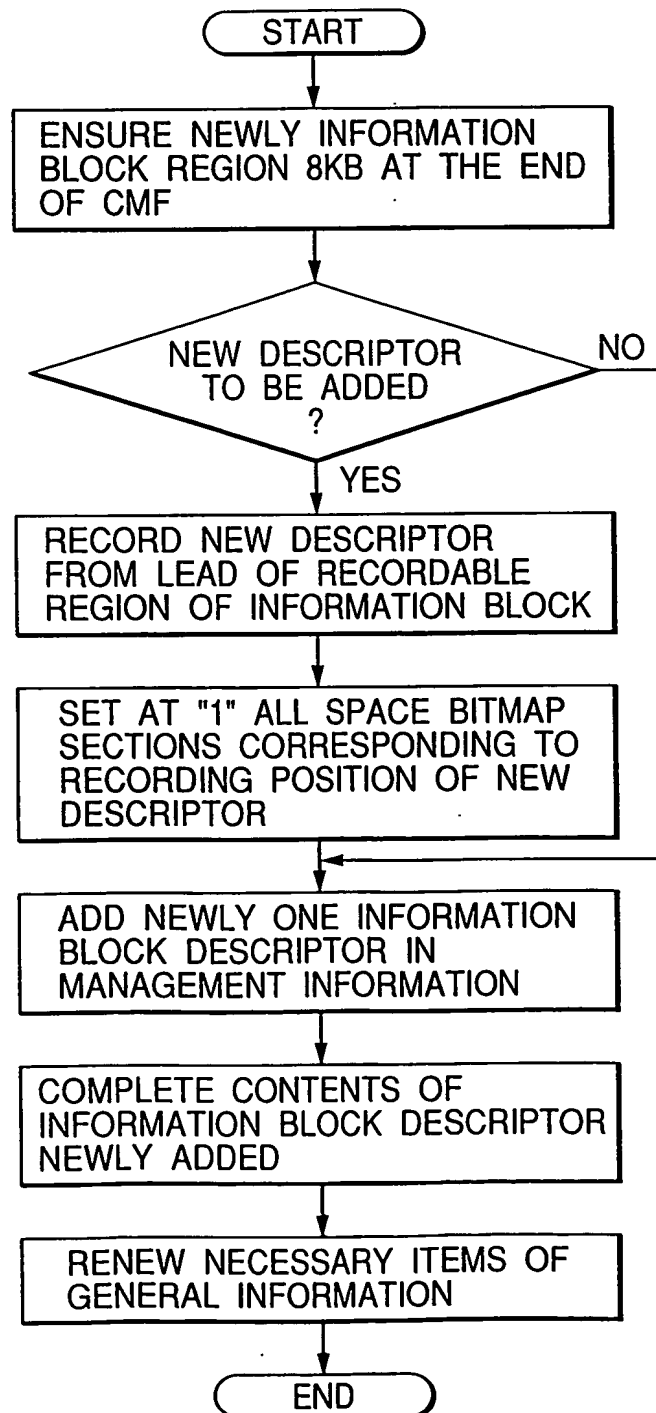 START
ENSURE NEWLY INFORMATION
BLOCK REGION 8KB AT THE END
OF CMF
NEW DESCRIPTOR
TO BE ADDED
?
NO
YES
RECORD NEW DESCRIPTOR
FROM LEAD OF RECORDABLE
REGION OF INFORMATION BLOCK
SET AT "1" ALL SPACE BITMAP
SECTIONS CORRESPONDING TO
RECORDING POSITION OF NEW
DESCRIPTOR
ADD NEWLY ONE INFORMATION
BLOCK DESCRIPTOR IN
MANAGEMENT INFORMATION
COMPLETE CONTENTS OF
INFORMATION BLOCK DESCRIPTOR
NEWLY ADDED
RENEW NECESSARY ITEMS OF
GENERAL INFORMATION
END